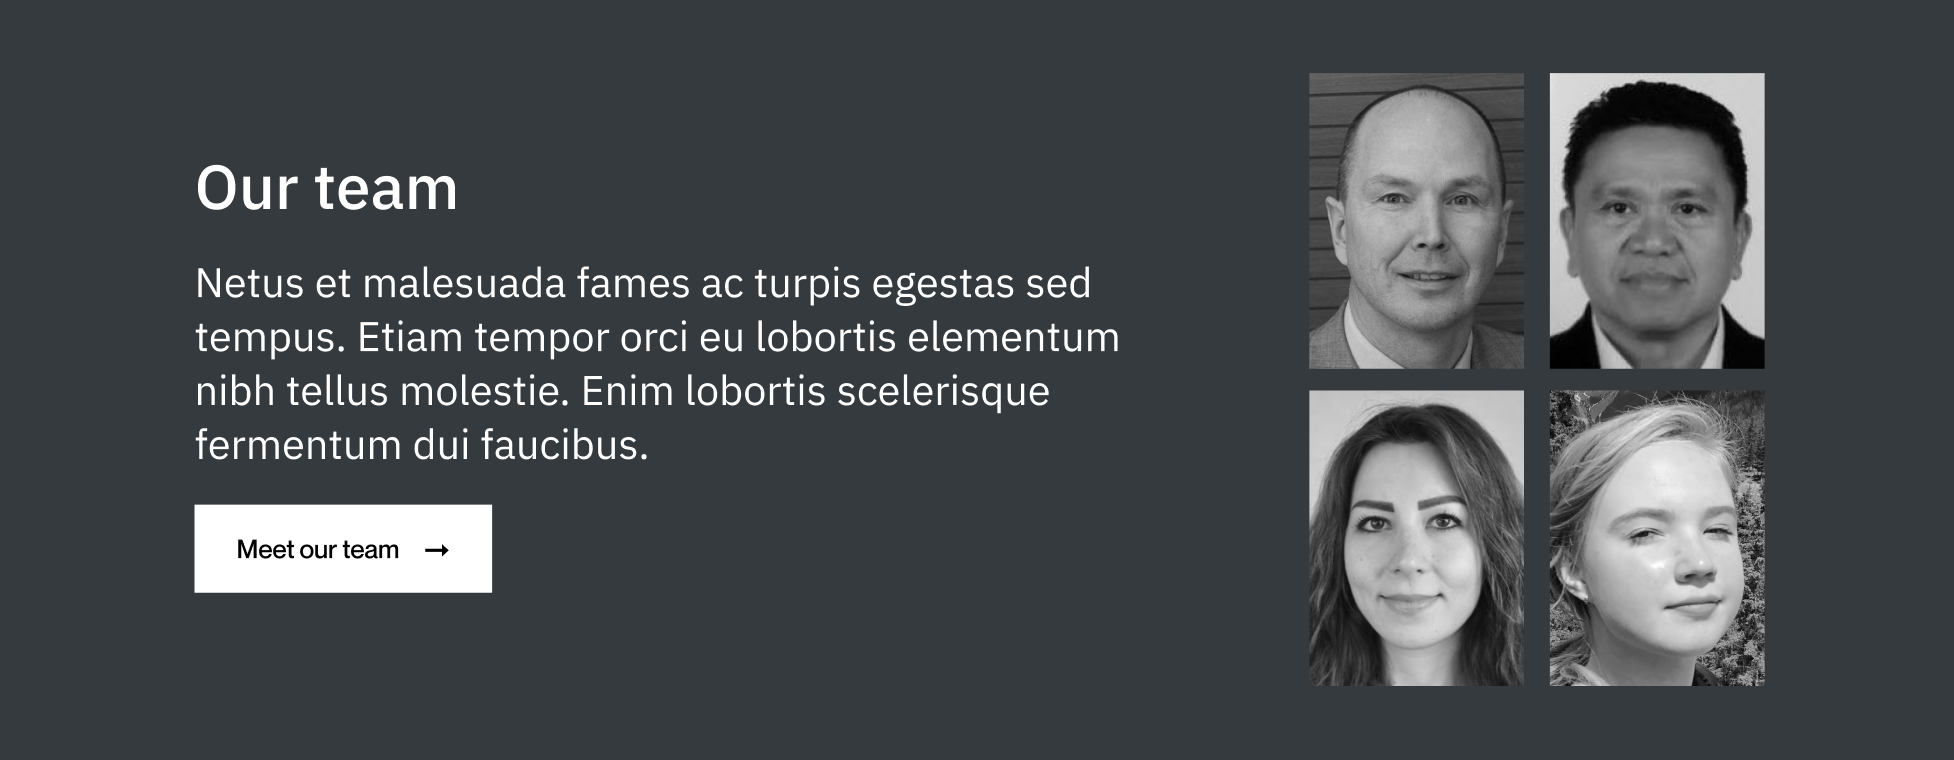 Our team
Netus et malesuada fames ac turpis egestas sed
tempus. Etiam tempor orci eu lobortis elementum
nibh tellus molestie. Enim lobortis scelerisque
fermentum dui faucibus.
Meet our team →